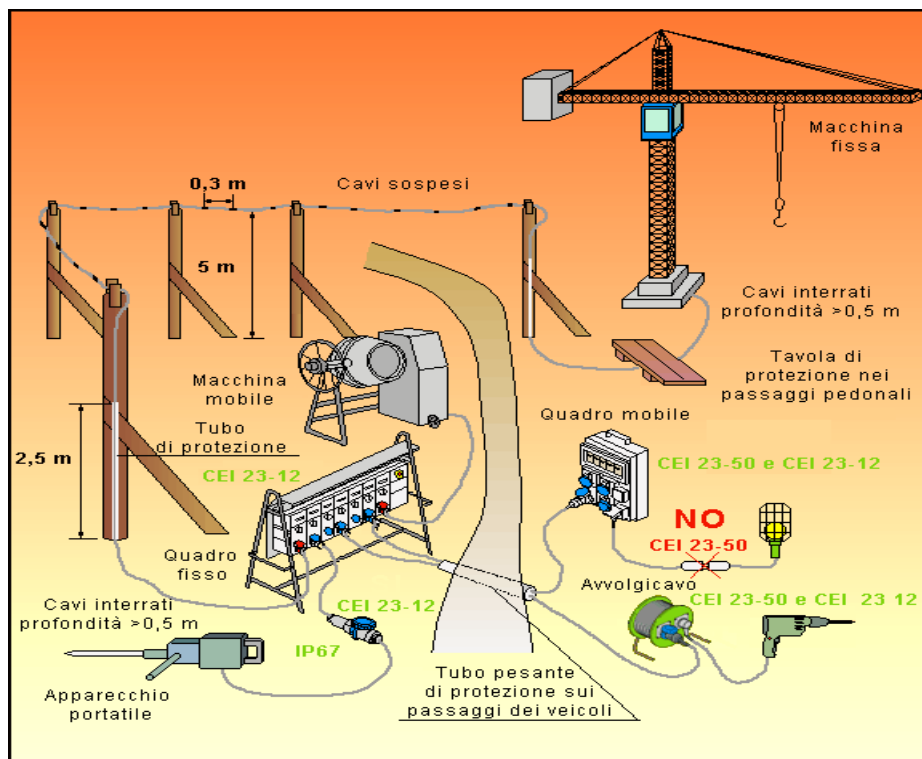 0,3 m
Cavi sospesi
Macchina
fissa
5 m
Cavi interrati
profondità >0,5 m
Macchina
mobile
Tavola di
protezione nei
passaggi pedonali
Quadro mobile
2,5 m
Tubo
di protezione
CEI 23-12
CEI 23-50 e CEI 23-12
NO
CEI 23-50
Quadro
fisso
Avvolgicavo
CEI 23-50 e CEI 23 12
Cavi interrati
profondità >0,5 m
CEI 23-12
IP67
Apparecchio
portatile
Tubo pesante
di protezione sui
passaggi dei veicoli